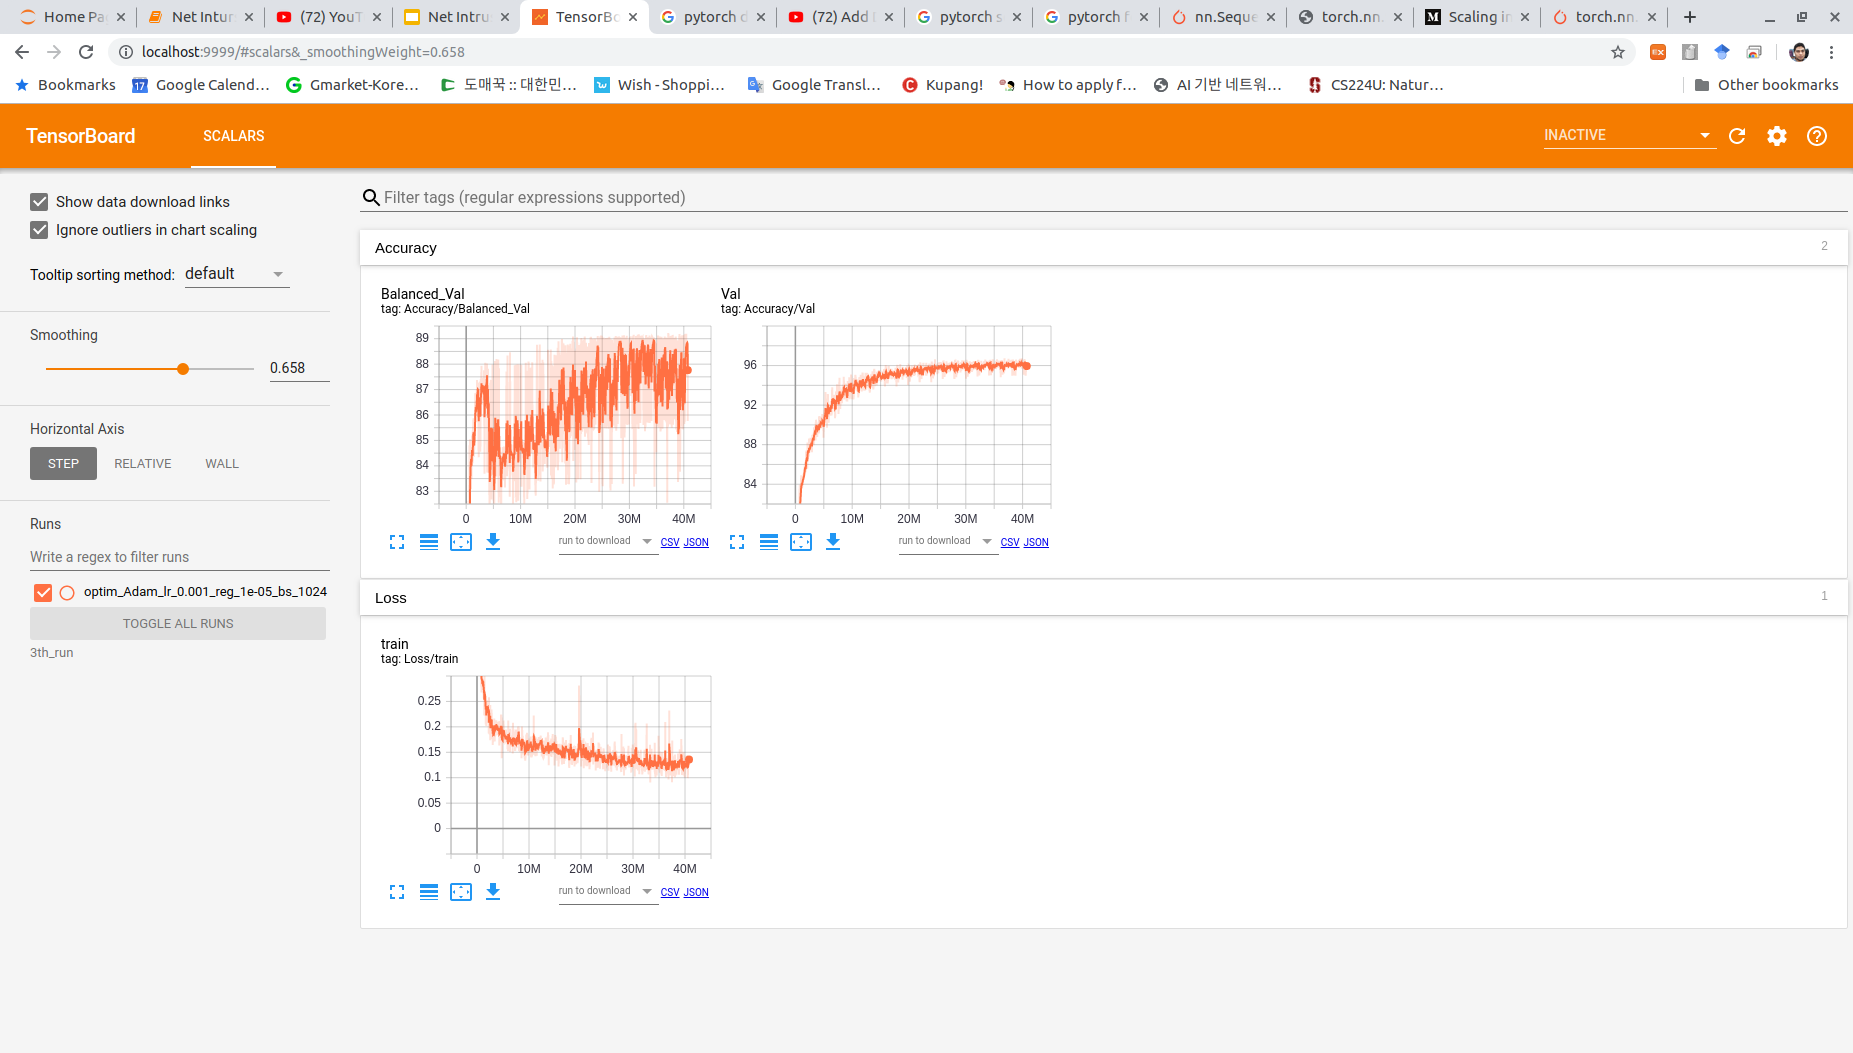 Home Pa
Net Intu
(72) YouT
Net Intru
TensorBo
pytorch d
(72) Add
pytorch s
pytorch f
nn.Seque
torch.nn.
Scaling i
torch.nn.
localhost:9999/#scalars&_smoothingWeight=0.658
Bookmarks
Google Calend...
Gmarket-Kore...
도매꾹 :: 대한민...
Wish - Shoppi...
Google Transl...
Kupang!
How to apply f...
AI 기반 네트워...
CS224U: Natur...
Other bookmarks
TensorBoard
SCALARS
INACTIVE
Show data download links
Ignore outliers in chart scaling
Tooltip sorting method: default
Smoothing
0.658
Horizontal Axis
STEP RELATIVE WALL
Runs
Write a regex to filter runs
optim_Adam_lr_0.001_reg_1e-05_bs_1024
TOGGLE ALL RUNS
3th_run
Filter tags (regular expressions supported)
Accuracy 2
Balanced_Val
tag: Accuracy/Balanced_Val
89
88
87
86
85
84
83
0 10M 20M 30M 40M
run to download CSV JSON
Val
tag: Accuracy/Val
96
92
88
84
0 10M 20M 30M 40M
run to download CSV JSON
Loss 1
train
tag: Loss/train
0.25
0.2
0.15
0.1
0.05
0
0 10M 20M 30M 40M
run to download CSV JSON